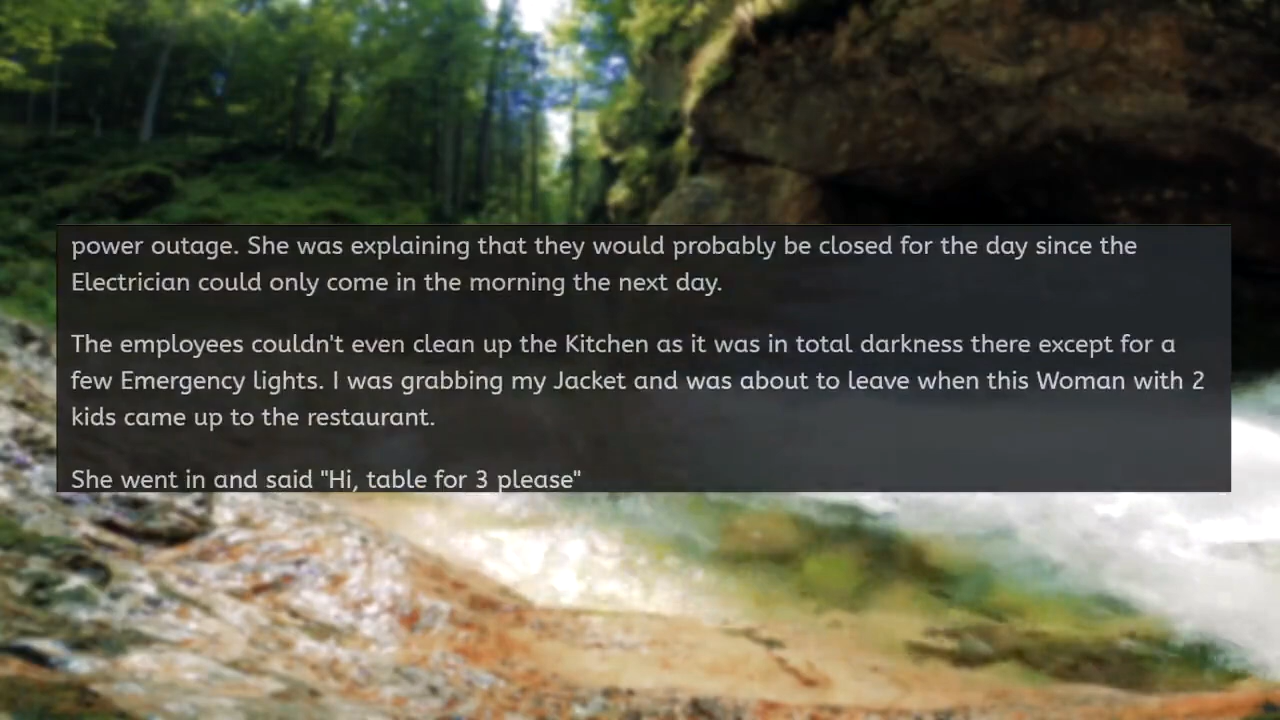 power outage. She was explaining that they would probably be closed for the day since the
Electrician could only come in the morning the next day.
The employees couldn't even clean up the Kitchen as it was in total darkness there except for a
few Emergency lights. I was grabbing my Jacket and was about to leave when this Woman with 2
kids came up to the restaurant.
She went in and said "Hi, table for 3 please"